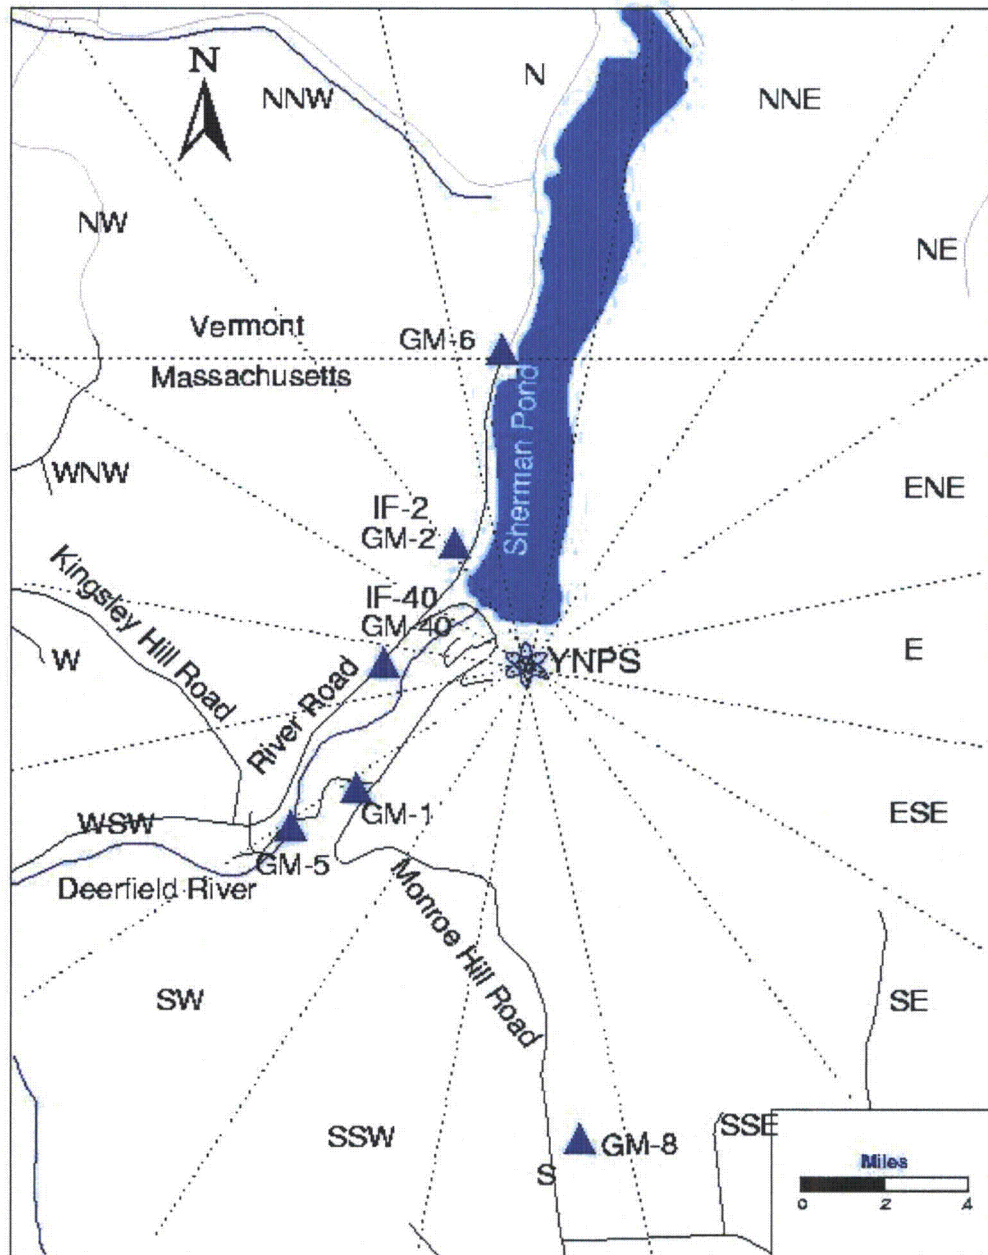 N
N
NNW
NNE
NW
NE
Vermont
GM-6
Massachusetts
Sherman Pond
WNW
ENE
IF-2
GM-2
Kingsley Hill Road
IF-40
GM-40
YNPS
W
E
River Road
GM-1
ESE
WSW
GM-5
Deerfield River
Monroe Hill Road
SW
SE
SSW
SSE
GM-8
S
Miles
0 .2 .4